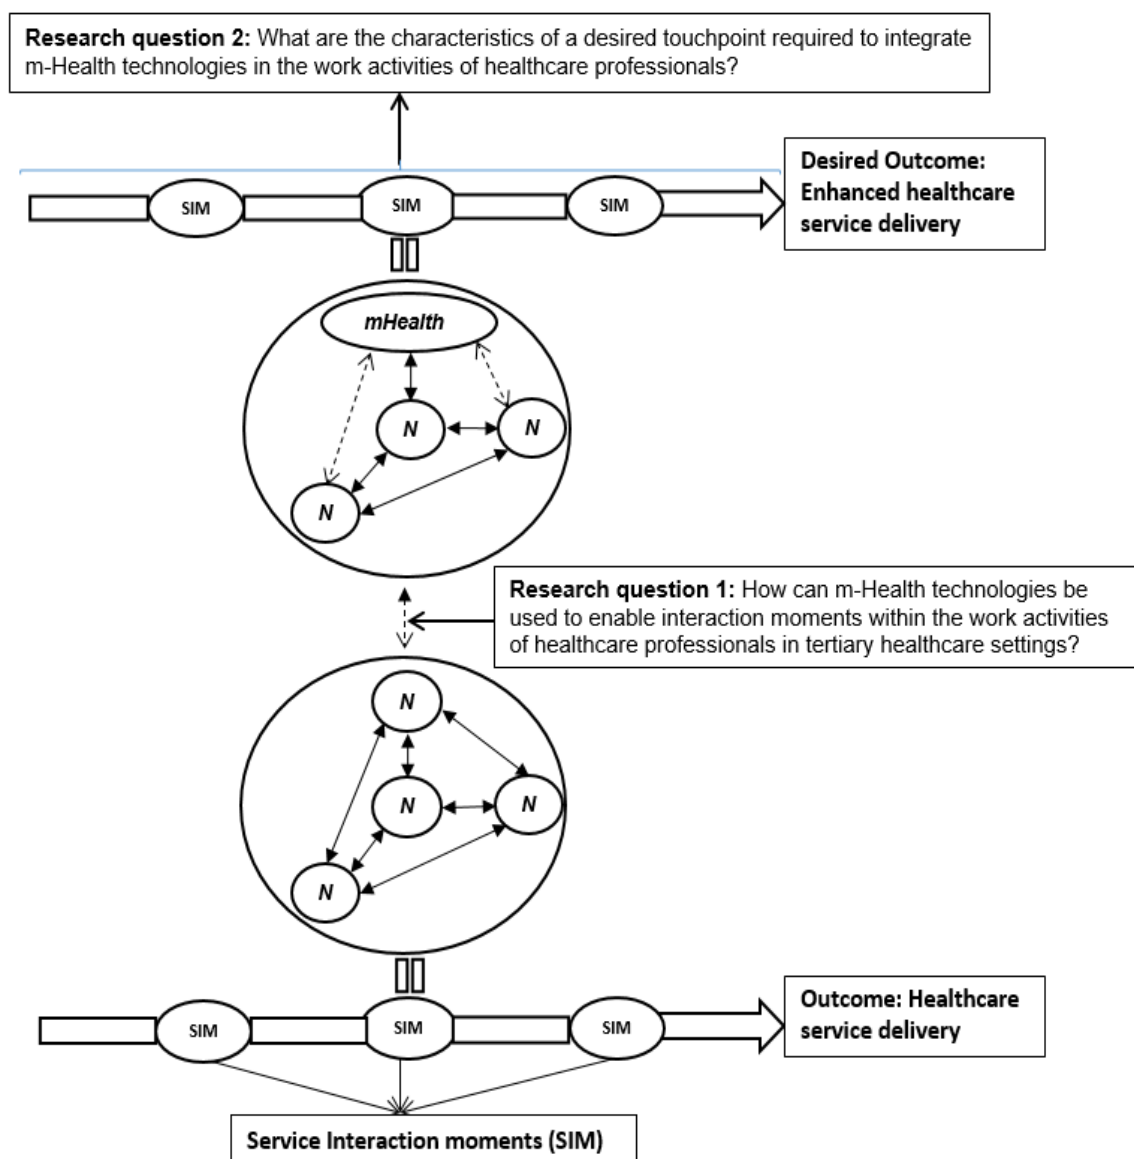 Research question 2: What are the characteristics of a desired touchpoint required to integrate
m-Health technologies in the work activities of healthcare professionals?
Desired Outcome:
Enhanced healthcare
service delivery
SIM
SIM
SIM
mHealth
N
N
N
Research question 1: How can m-Health technologies be
used to enable interaction moments within the work activities
of healthcare professionals in tertiary healthcare settings?
N
N
N
N
Outcome: Healthcare
service delivery
SIM
SIM
SIM
Service Interaction moments (SIM)